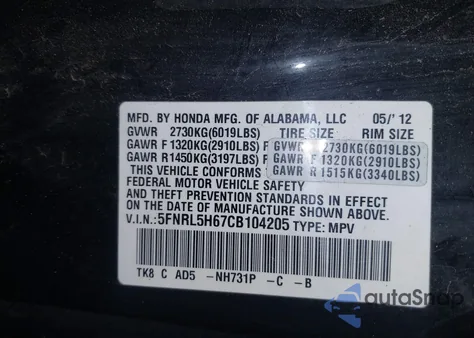 MFD. BY HONDA MFG. OF ALABAMA, LLC 05/' 12
GVWR 2730KG(6019LBS) TIRE SIZE RIM SIZE
GAWR F 1320KG(2910LBS) F GVWR 2730KG(6019LBS)
GAWR R1450KG(3197LBS) F GAWR F 1320KG(2910LBS)
THIS VEHICLE CONFORMS GAWR R 1515KG(3340LBS)
FEDERAL MOTOR VEHICLE SAFETY
AND THEFT PREVENTION STANDARDS IN EFFECT
ON THE DATE OF MANUFACTURE SHOWN ABOVE.
V.I.N: 5FNRL5H67CB104205 TYPE: MPV
TK8 C AD5 -NH731P -C -B
autoSnap